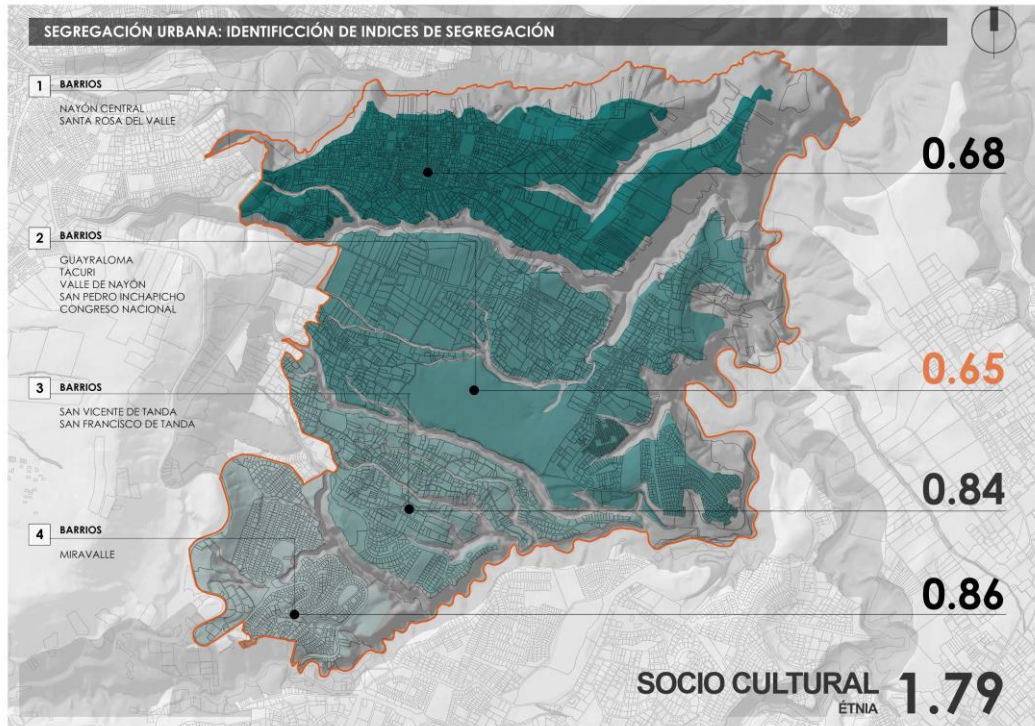 SEGREGACIÓN URBANA: IDENTIFICCIÓN DE INDICES DE SEGREGACIÓN
1 BARRIOS
NAYÓN CENTRAL
SANTA ROSA DEL VALLE
0.68
2 BARRIOS
GUAYRALOMA
TACURI
VALLE DE NAYÓN
SAN PEDRO INCHAPICHO
CONGRESO NACIONAL
0.65
3 BARRIOS
SAN VICENTE DE TANDA
SAN FRANCISCO DE TANDA
0.84
4 BARRIOS
MIRAVALLE
0.86
SOCIO CULTURAL 1.79
ÉTNIA